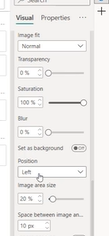 Visual Properties
Image fit
Normal
Transparency
0 %
Saturation
100 %
Blur
0 %
Set as background Off
Position
Left
Image area size
20 %
Space between image an...
10 px